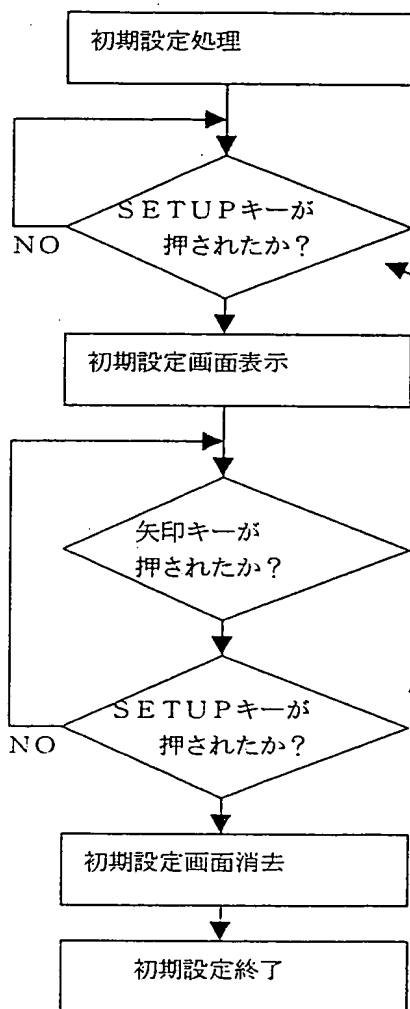 初期設定処理
SETUPキーが
押されたか?
NO
初期設定画面表示
矢印キーが
押されたか?
SETUPキーが
押されたか?
NO
初期設定画面消去
初期設定終了